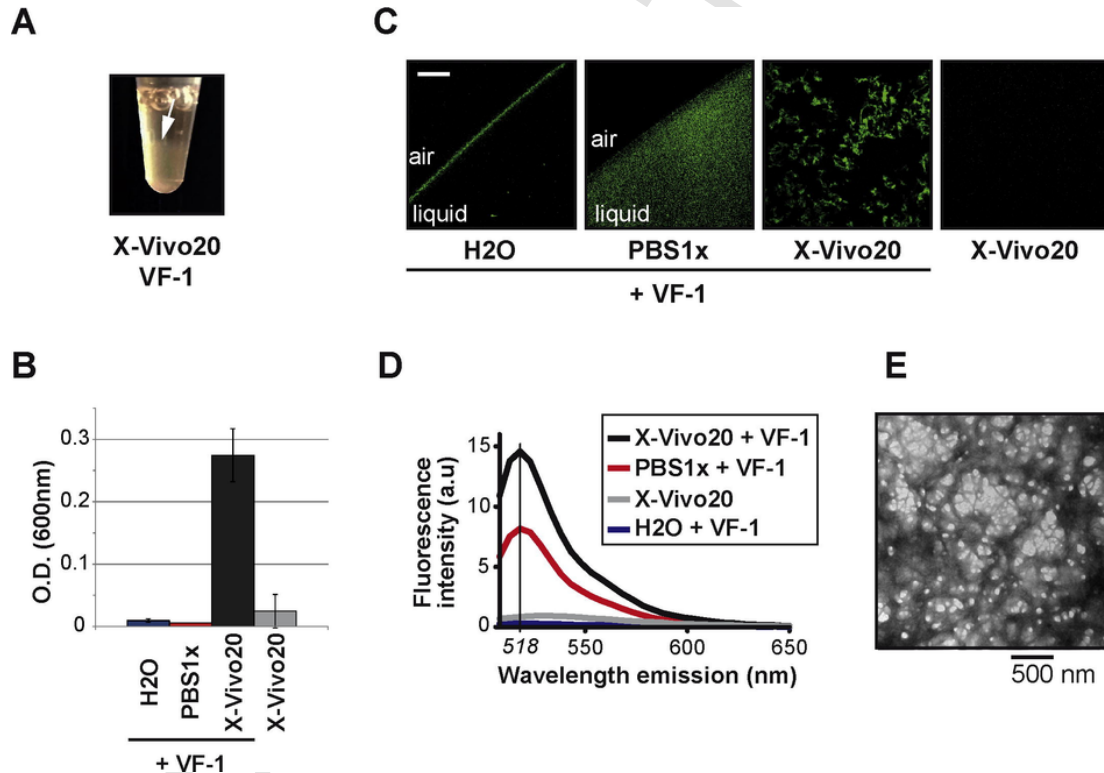 A
X-Vivo20
VF-1
B
O.D. (600nm)
0.3
0.2
0.1
0
H2O
PBS1x
X-Vivo20
X-Vivo20
+ VF-1
C
air
liquid
air
liquid
H2O
PBS1x
X-Vivo20
X-Vivo20
+ VF-1
D
Fluorescence
intensity (a.u)
15
10
5
0
518
550
600
650
Wavelength emission (nm)
X-Vivo20 + VF-1
PBS1x + VF-1
X-Vivo20
H2O + VF-1
E
500 nm